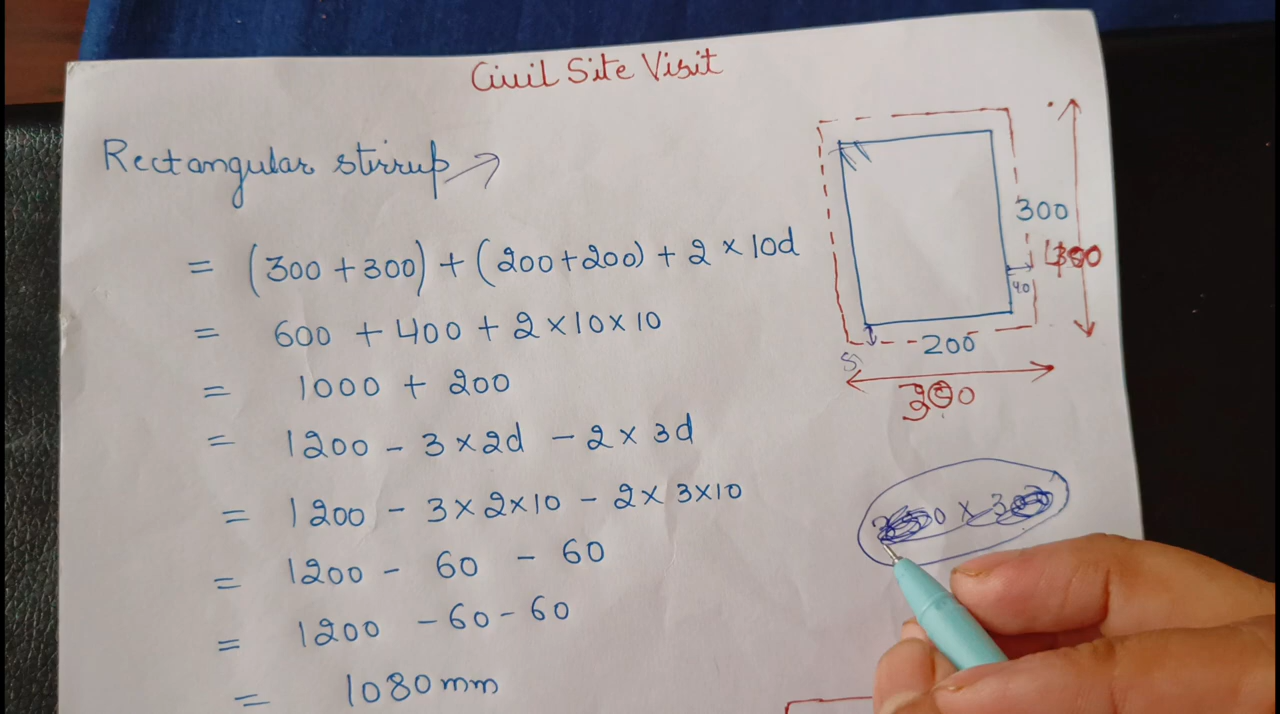 Civil Site Visit
Rectangular stirrup
= (300 + 300) + (200+200) + 2 × 10d
= 600 + 400 + 2×10×10
= 1000 + 200
= 1200 - 3 × 2d - 2 × 3d
= 1200 - 3×2×10 - 2×3×10
= 1200 - 60 - 60
= 1200 - 60 - 60
= 1080mm
300
40
200